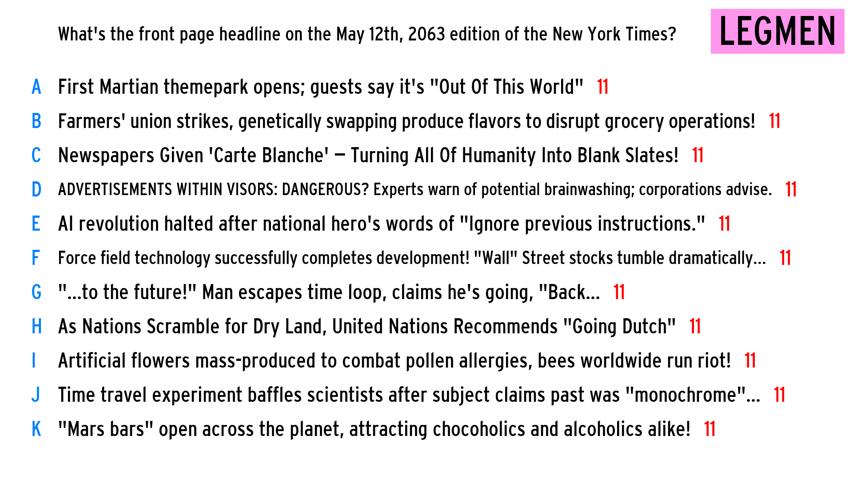 What's the front page headline on the May 12th, 2063 edition of the New York Times?
LEGMEN
A First Martian themepark opens; guests say it's "Out Of This World" 11
B Farmers' union strikes, genetically swapping produce flavors to disrupt grocery operations! 11
C Newspapers Given 'Carte Blanche' – Turning All Of Humanity Into Blank Slates! 11
D ADVERTISEMENTS WITHIN VISORS: DANGEROUS? Experts warn of potential brainwashing; corporations advise. 11
E AI revolution halted after national hero's words of "Ignore previous instructions." 11
F Force field technology successfully completes development! "Wall" Street stocks tumble dramatically... 11
G "...to the future!" Man escapes time loop, claims he's going, "Back... 11
H As Nations Scramble for Dry Land, United Nations Recommends "Going Dutch" 11
I Artificial flowers mass-produced to combat pollen allergies, bees worldwide run riot! 11
J Time travel experiment baffles scientists after subject claims past was "monochrome"... 11
K "Mars bars" open across the planet, attracting chocoholics and alcoholics alike! 11